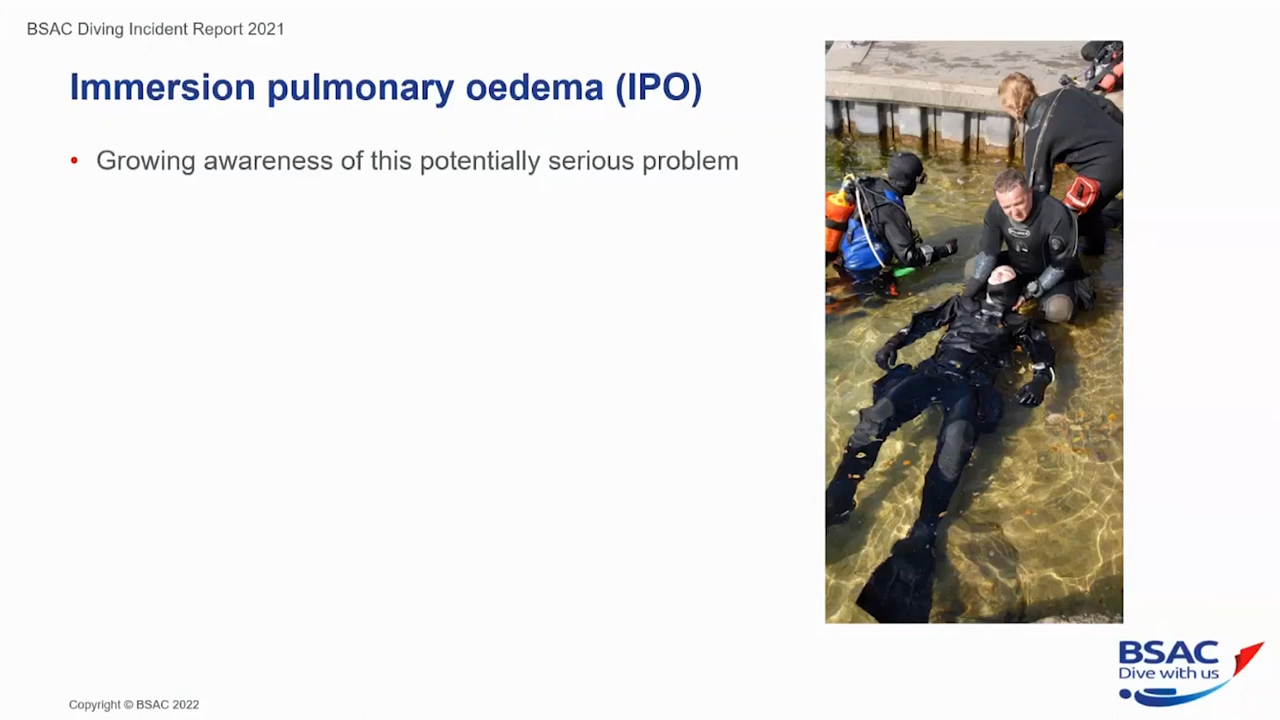 BSAC Diving Incident Report 2021
Immersion pulmonary oedema (IPO)
• Growing awareness of this potentially serious problem
BSAC
Dive with us
Copyright © BSAC 2022